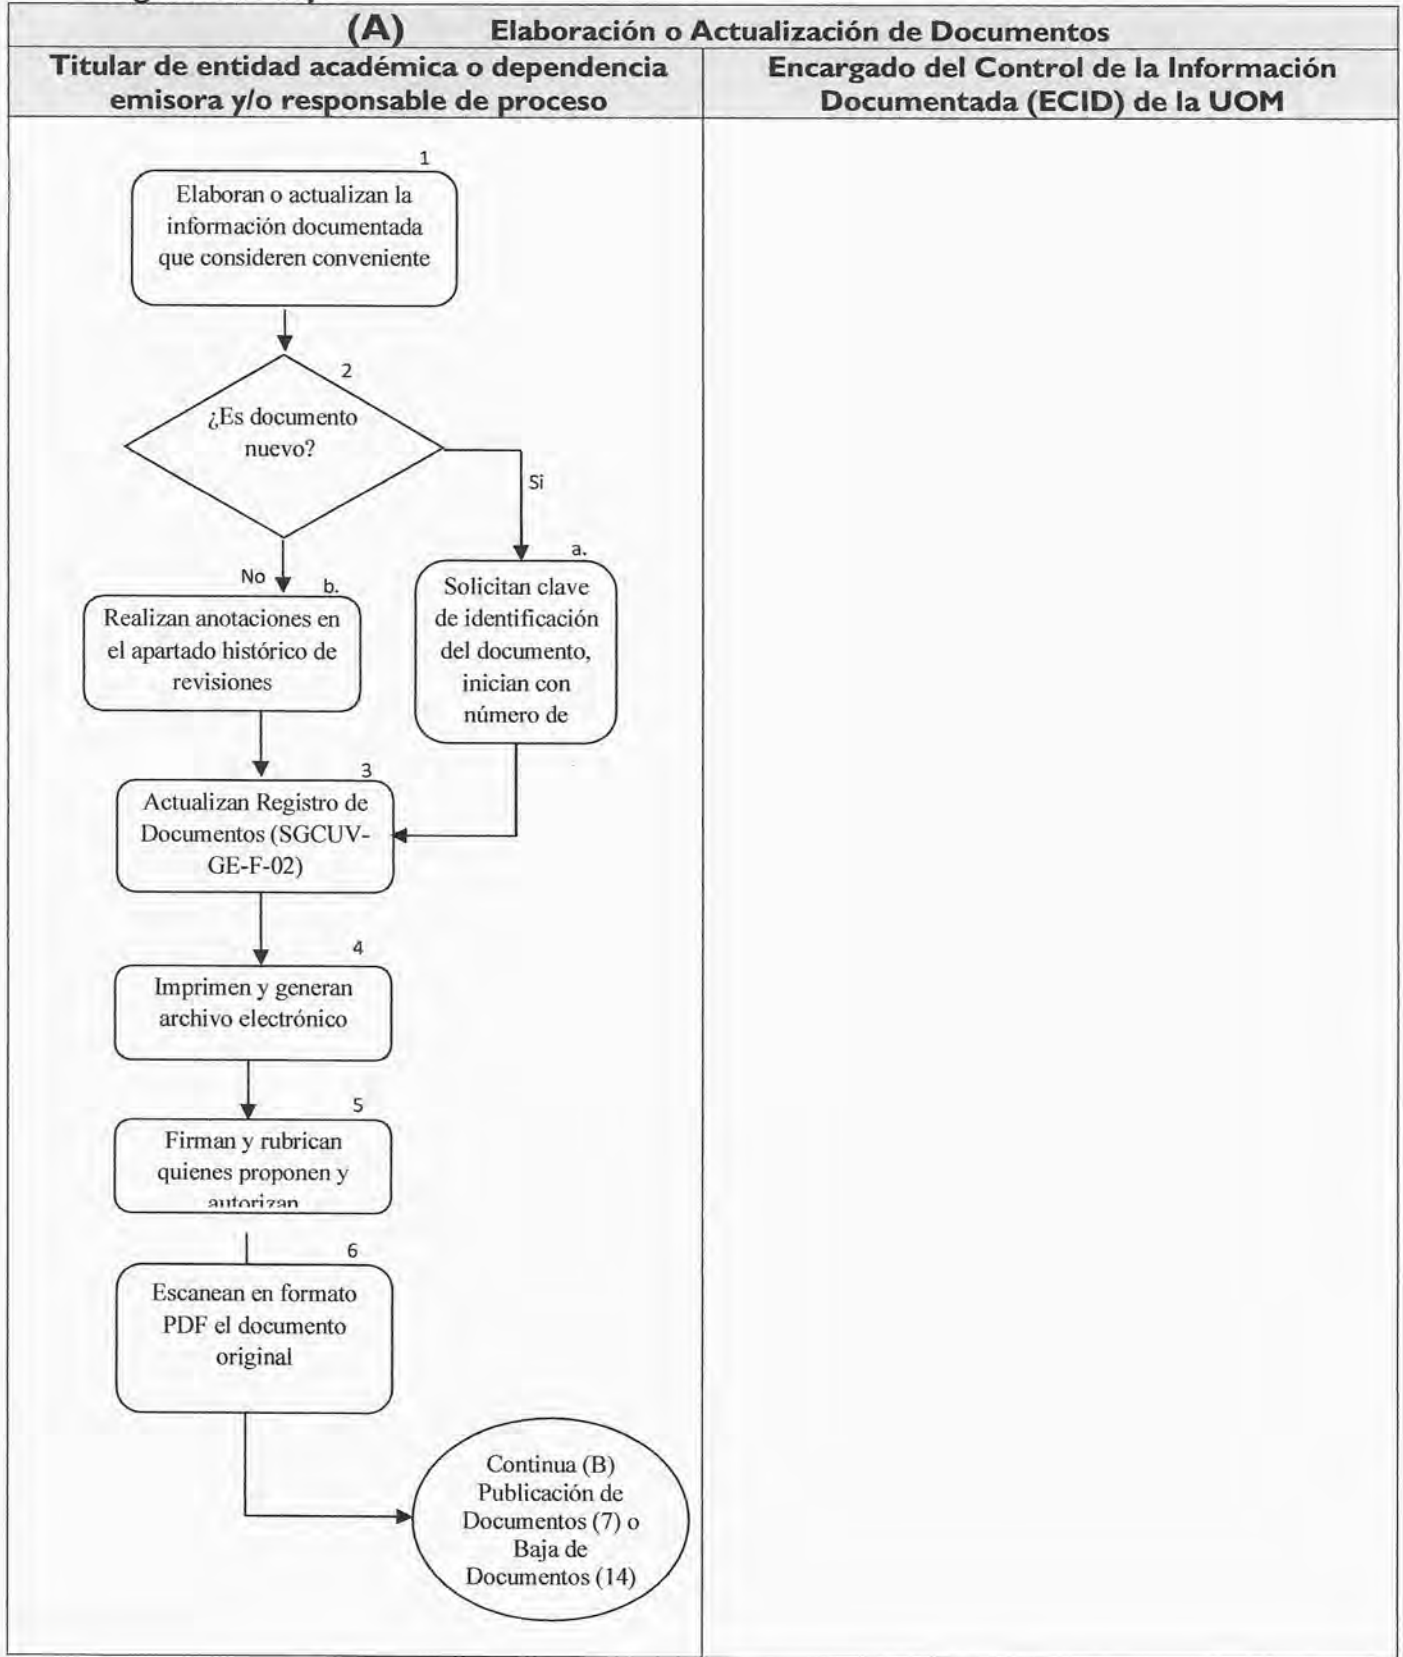 (A) Elaboración o Actualización de Documentos
Titular de entidad académica o dependencia
emisora y/o responsable de proceso
Encargado del Control de la Información
Documentada (ECID) de la UOM
1
Elaboran o actualizan la
información documentada
que consideren conveniente
2
¿Es documento
nuevo?
Si
No
a.
Solicitan clave
de identificación
del documento,
inician con
número de
b.
Realizan anotaciones en
el apartado histórico de
revisiones
3
Actualizan Registro de
Documentos (SGCUV-
GE-F-02)
4
Imprimen y generan
archivo electrónico
5
Firman y rubrican
quienes proponen y
autorizan
6
Escanean en formato
PDF el documento
original
Continua (B)
Publicación de
Documentos (7) o
Baja de
Documentos (14)